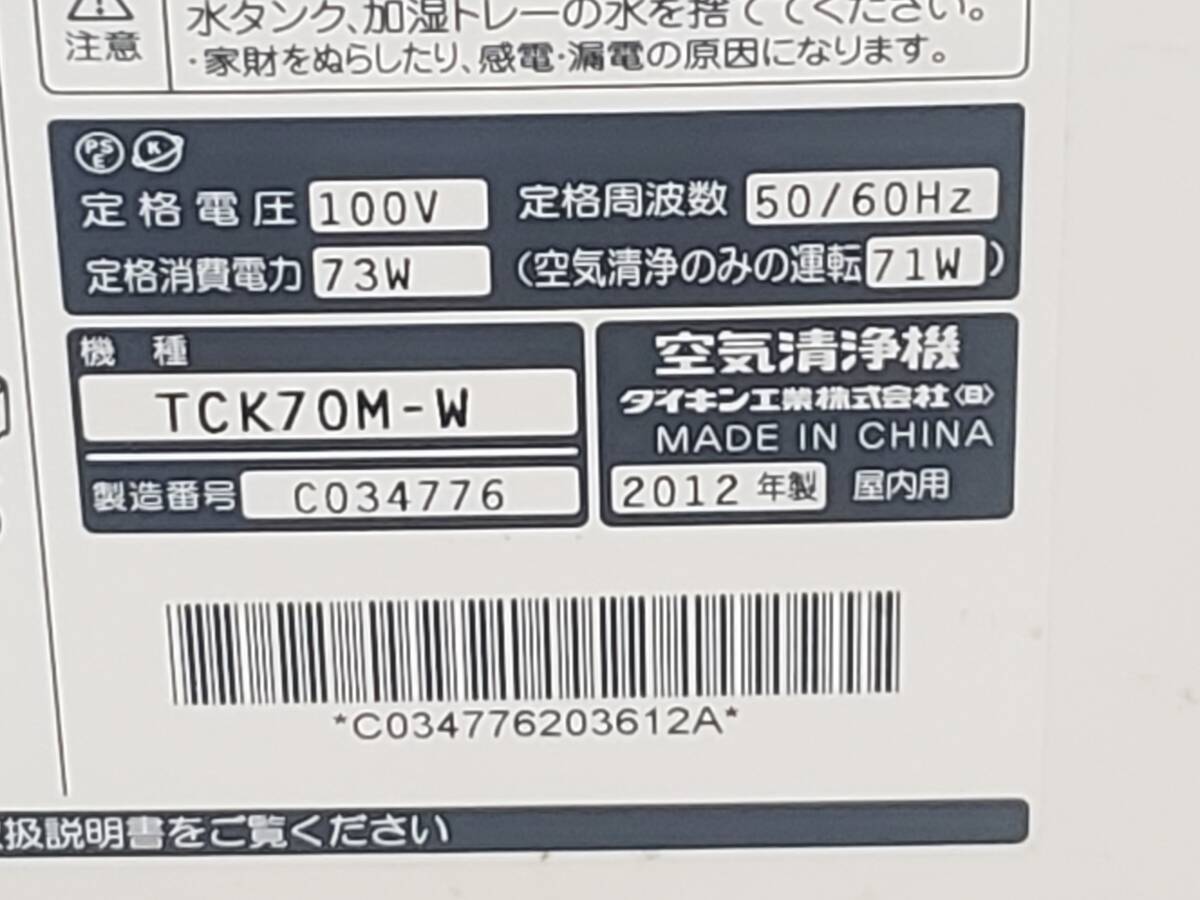 水タンク、加湿トレーの水を捨ててください。
注意
・家財をぬらしたり、感電・漏電の原因になります。
PSE K
定格電圧 100V 定格周波数 50/60Hz
定格消費電力 73W (空気清浄のみの運転 71W)
機 種
TCK70M-W
製造番号 C034776
空気清浄機
ダイキン工業株式会社〈日〉
MADE IN CHINA
2012 年製 屋内用
*C034776203612A*
扱説明書をご覧ください